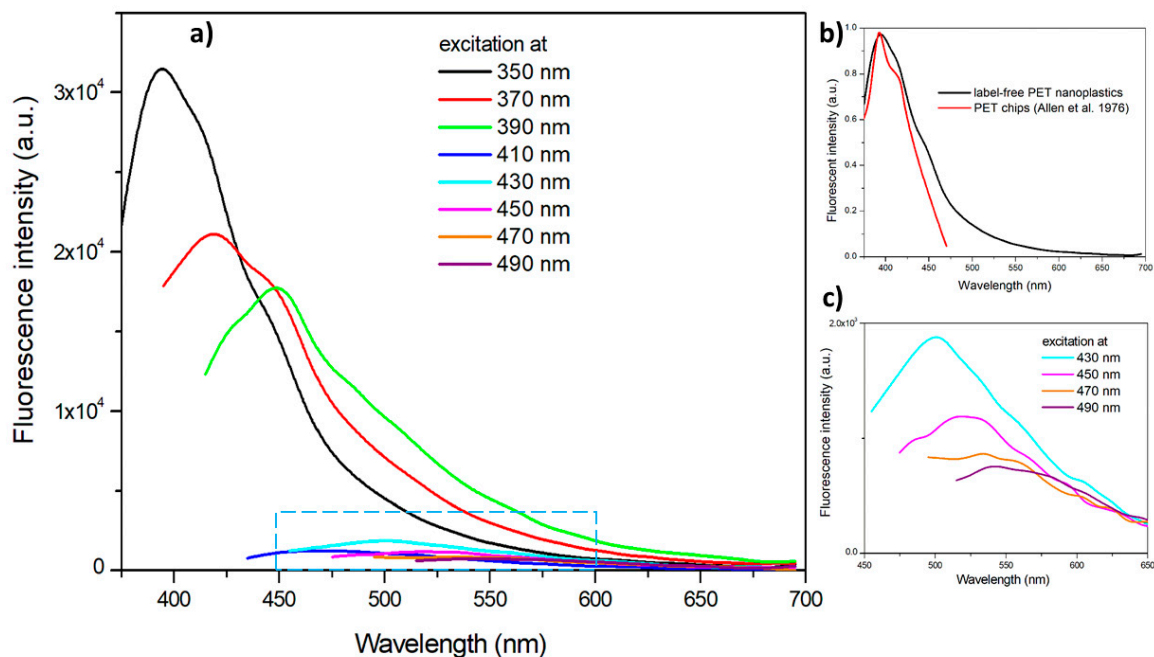 a)
excitation at
350 nm
370 nm
390 nm
410 nm
430 nm
450 nm
470 nm
490 nm
Fluorescence intensity (a.u.)
3x10⁴
2x10⁴
1x10⁴
0
400 450 500 550 600 650 700
Wavelength (nm)
b)
label-free PET nanoplastics
PET chips (Allen et al. 1976)
Fluorescent intensity (a.u.)
1.0
0.8
0.6
0.4
0.2
0.0
400 450 500 550 600 650 700
Wavelength (nm)
c)
2.0x10³
excitation at
430 nm
450 nm
470 nm
490 nm
Fluorescence intensity (a.u.)
0.0
450 500 550 600 650
Wavelength (nm)